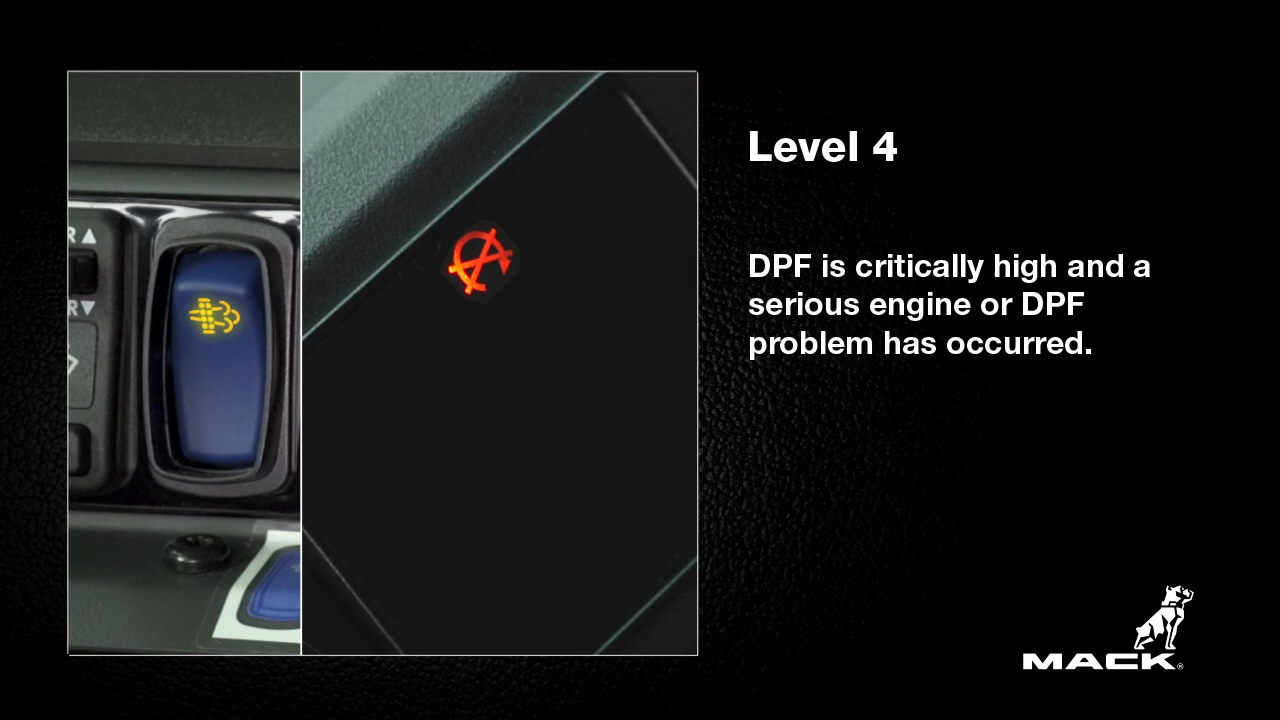 Level 4
DPF is critically high and a
serious engine or DPF
problem has occurred.
R▲
R▼
MACK®